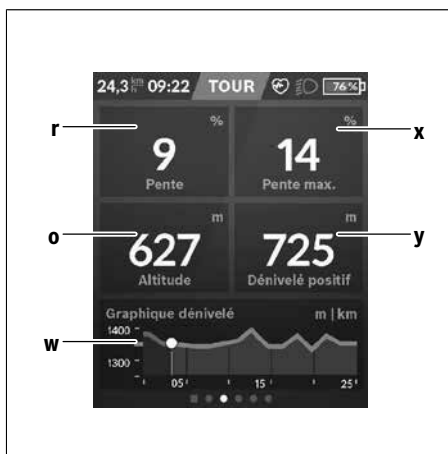 24,3 km/h 09:22 TOUR 76 %
r % % x
9 14
Pente Pente max.
o m m y
627 725
Altitude Dénivelé positif
Graphique dénivelé m | km
w 1400
1300
05 15 25